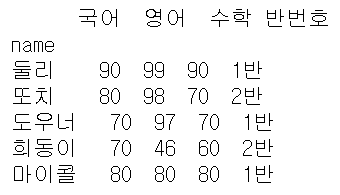 국어 영어 수학 반번호
name
둘리 90 99 90 1반
또치 80 98 70 2반
도우너 70 97 70 1반
희동이 70 46 60 2반
마이콜 80 80 80 1반